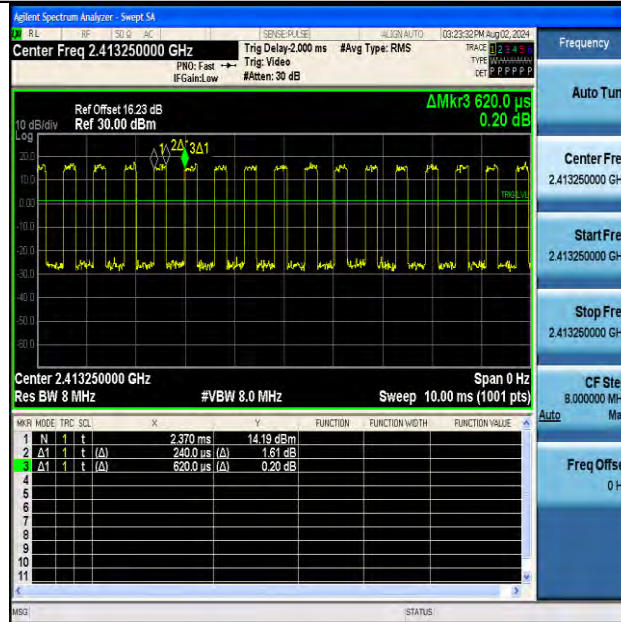 Agilent Spectrum Analyzer - Swept SA
RL RF 50 Ω AC SENSE:PULSE ALIGN AUTO 03:23:32 PM Aug 02, 2024
Center Freq 2.413250000 GHz
PNO: Fast
IFGain:Low
Trig Delay-2.000 ms
Trig: Video
#Atten: 30 dB
#Avg Type: RMS
TRACE 1 2 3 4 5 6
TYPE
DET P P P P P P
Frequency
Auto Tun
Ref Offset 16.23 dB
10 dB/div Ref 30.00 dBm
Log
ΔMkr3 620.0 µs
0.20 dB
20.0
10.0
0.00
-10.0
-20.0
-30.0
-40.0
-50.0
-60.0
1 2Δ1 3Δ1
TRIG LVL
Center Fre
2.413250000 GH
Start Fre
2.413250000 GH
Stop Fre
2.413250000 GH
CF Ste
8.000000 MH
Auto Ma
Freq Offse
0 H
Center 2.413250000 GHz Span 0 Hz
Res BW 8 MHz #VBW 8.0 MHz Sweep 10.00 ms (1001 pts)
MKR MODE TRC SCL X Y FUNCTION FUNCTION WIDTH FUNCTION VALUE
1 N 1 t 2.370 ms 14.19 dBm
2 Δ1 1 t (Δ) 240.0 µs (Δ) 1.61 dB
3 Δ1 1 t (Δ) 620.0 µs (Δ) 0.20 dB
4
5
6
7
8
9
10
11
MSG STATUS